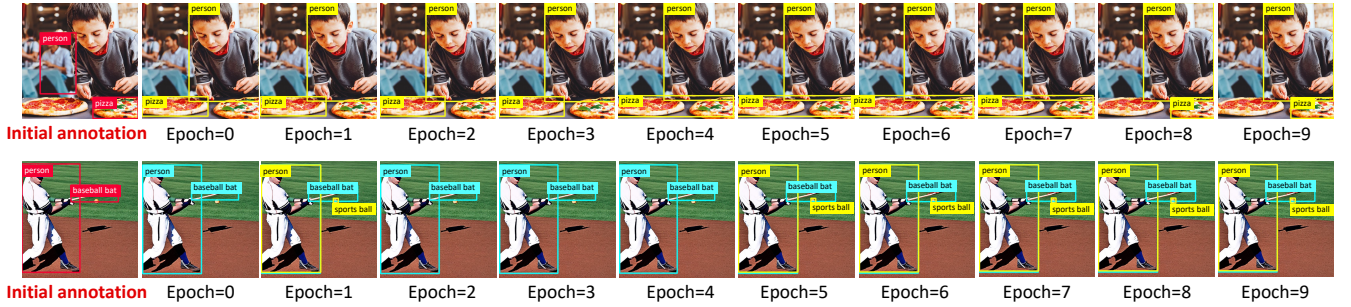 person person person person person person person person person person person
pizza pizza pizza pizza pizza pizza pizza pizza pizza pizza pizza
Initial annotation Epoch=0 Epoch=1 Epoch=2 Epoch=3 Epoch=4 Epoch=5 Epoch=6 Epoch=7 Epoch=8 Epoch=9
person person person person person person person person person person person
baseball bat baseball bat baseball bat baseball bat baseball bat baseball bat baseball bat baseball bat baseball bat baseball bat baseball bat
sports ball sports ball sports ball sports ball sports ball sports ball
Initial annotation Epoch=0 Epoch=1 Epoch=2 Epoch=3 Epoch=4 Epoch=5 Epoch=6 Epoch=7 Epoch=8 Epoch=9